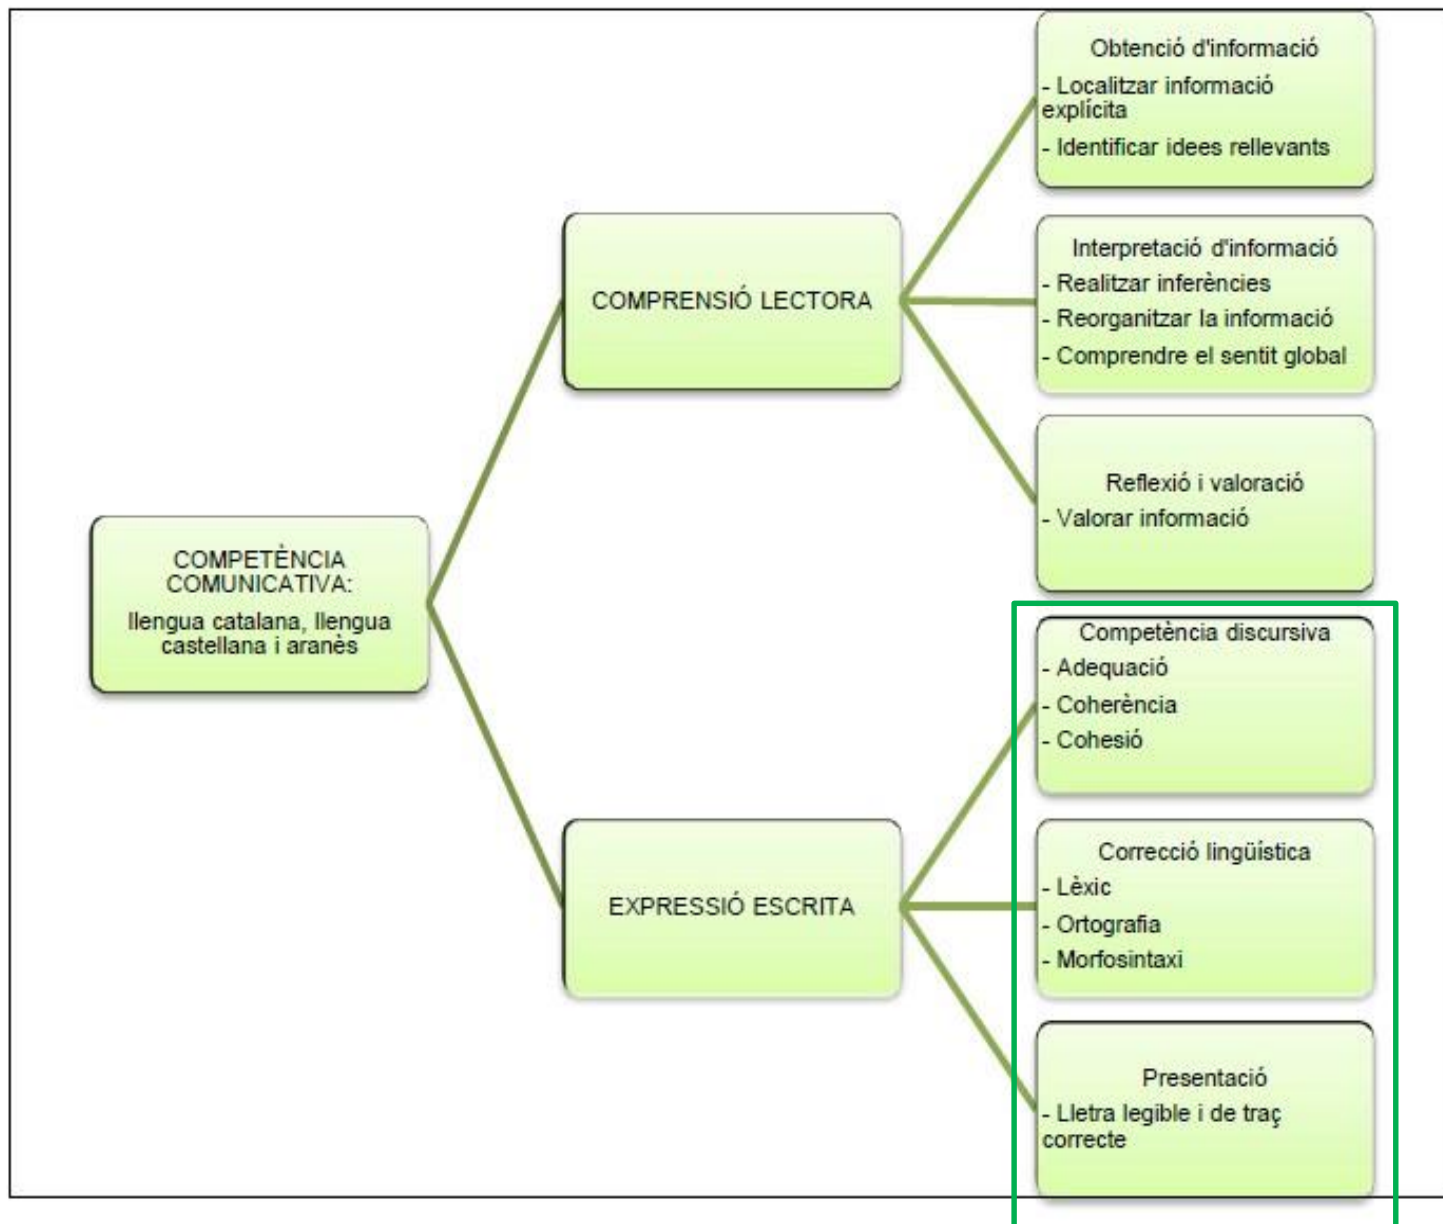 COMPETÈNCIA
COMUNICATIVA:
llengua catalana, llengua
castellana i aranès
COMPRENSIÓ LECTORA
Obtenció d'informació
- Localitzar informació
explícita
- Identificar idees rellevants
Interpretació d'informació
- Realitzar inferències
- Reorganitzar la informació
- Comprendre el sentit global
Reflexió i valoració
- Valorar informació
EXPRESSIÓ ESCRITA
Competència discursiva
- Adequació
- Coherència
- Cohesió
Correcció lingüística
- Lèxic
- Ortografia
- Morfosintaxi
Presentació
- Lletra legible i de traç
correcte